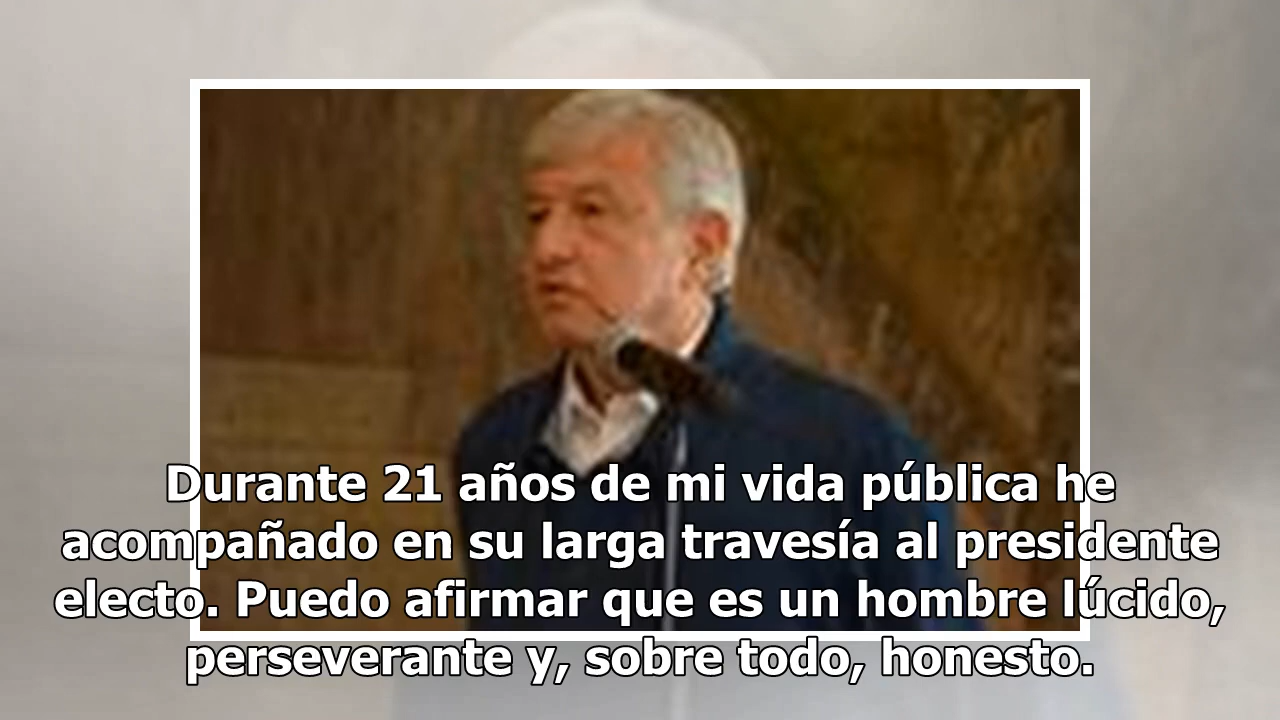 Durante 21 años de mi vida pública he
acompañado en su larga travesía al presidente
electo. Puedo afirmar que es un hombre lúcido,
perseverante y, sobre todo, honesto.